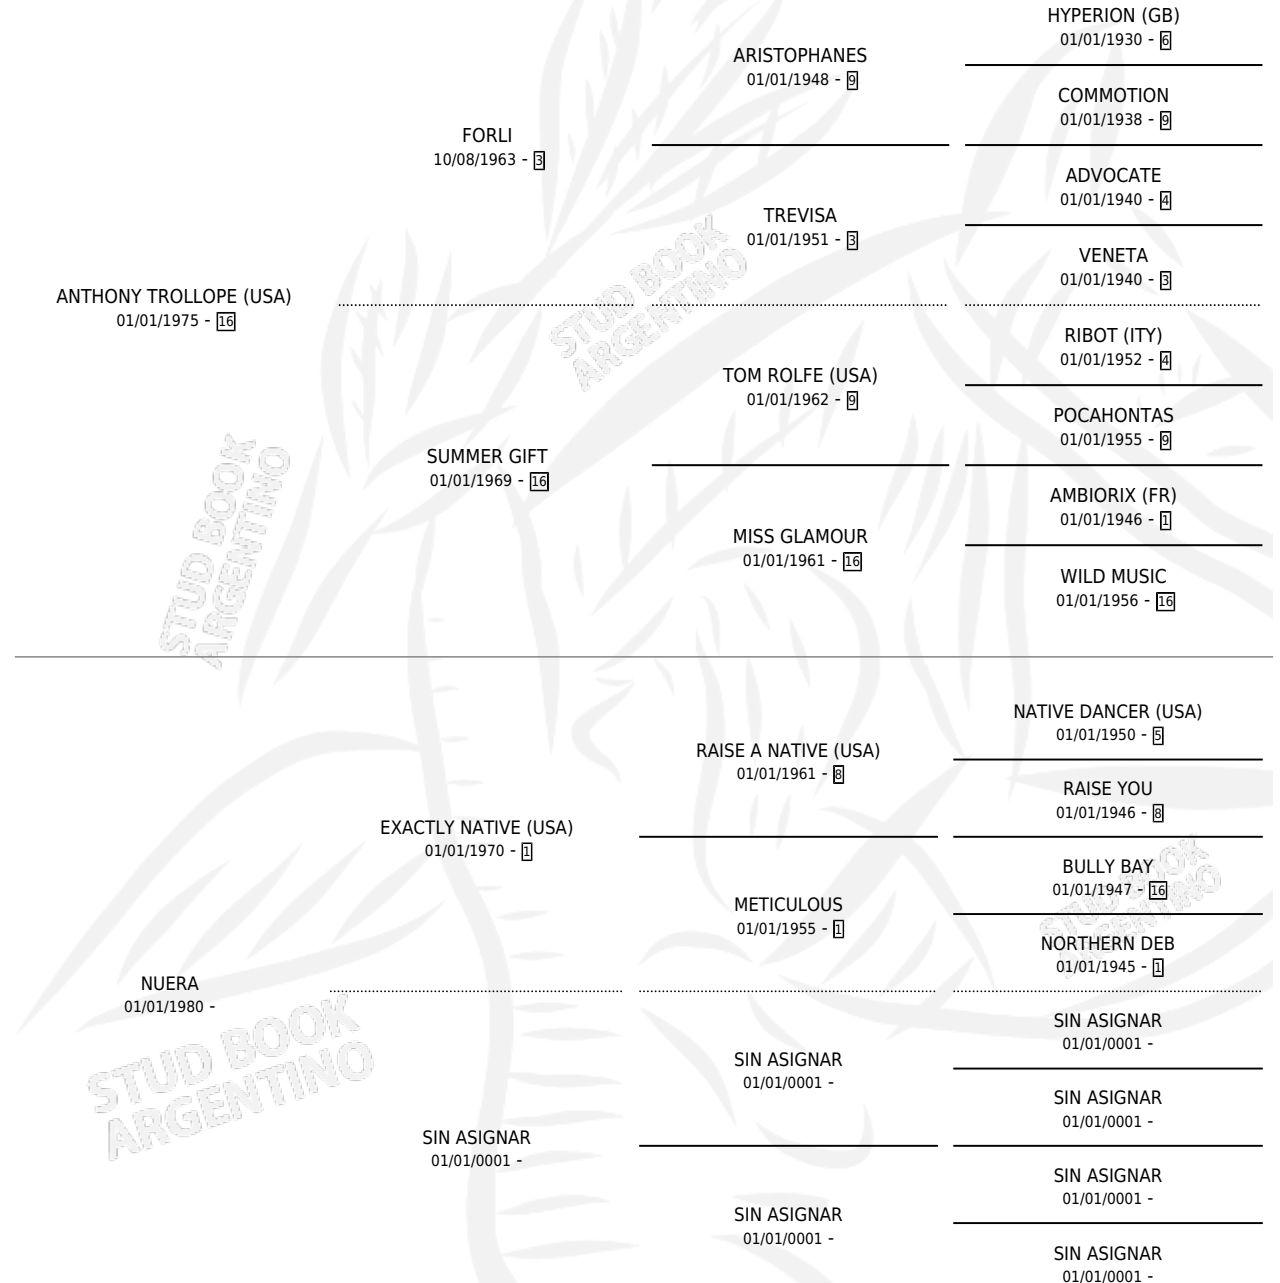 HYPERION (GB)
01/01/1930 - 6
ARISTOPHANES
01/01/1948 - 9
COMMOTION
01/01/1938 - 9
FORLI
10/08/1963 - 3
ADVOCATE
01/01/1940 - 4
TREVISA
01/01/1951 - 3
VENETA
01/01/1940 - 3
ANTHONY TROLLOPE (USA)
01/01/1975 - 16
RIBOT (ITY)
01/01/1952 - 4
TOM ROLFE (USA)
01/01/1962 - 9
POCAHONTAS
01/01/1955 - 9
SUMMER GIFT
01/01/1969 - 16
AMBIORIX (FR)
01/01/1946 - 1
MISS GLAMOUR
01/01/1961 - 16
WILD MUSIC
01/01/1956 - 16
NATIVE DANCER (USA)
01/01/1950 - 5
RAISE A NATIVE (USA)
01/01/1961 - 8
RAISE YOU
01/01/1946 - 8
EXACTLY NATIVE (USA)
01/01/1970 - 1
BULLY BAY
01/01/1947 - 16
METICULOUS
01/01/1955 - 1
NORTHERN DEB
01/01/1945 - 1
NUERA
01/01/1980 -
SIN ASIGNAR
01/01/0001 -
SIN ASIGNAR
01/01/0001 -
SIN ASIGNAR
01/01/0001 -
SIN ASIGNAR
01/01/0001 -
SIN ASIGNAR
01/01/0001 -
SIN ASIGNAR
01/01/0001 -
SIN ASIGNAR
01/01/0001 -
STUD BOOK
ARGENTINO
STUD BOOK
ARGENTINO
STUD BOOK
ARGENTINO
STUD BOOK
ARGENTINO